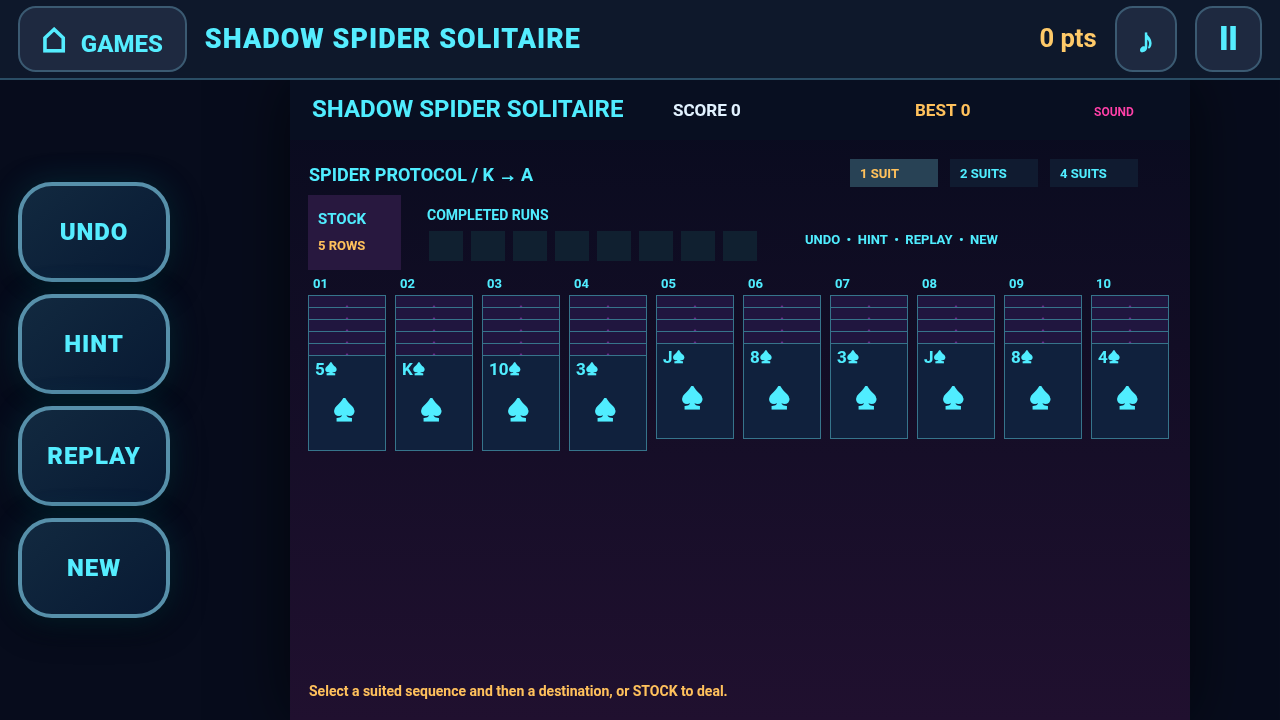 GAMES
SHADOW SPIDER SOLITAIRE
0 pts
SHADOW SPIDER SOLITAIRE
SCORE 0
BEST 0
SOUND
SPIDER PROTOCOL / K → A
1 SUIT
2 SUITS
4 SUITS
STOCK
5 ROWS
COMPLETED RUNS
UNDO • HINT • REPLAY • NEW
UNDO
HINT
REPLAY
NEW
01 02 03 04 05 06 07 08 09 10
5♠ K♠ 10♠ 3♠ J♠ 8♠ 3♠ J♠ 8♠ 4♠
Select a suited sequence and then a destination, or STOCK to deal.